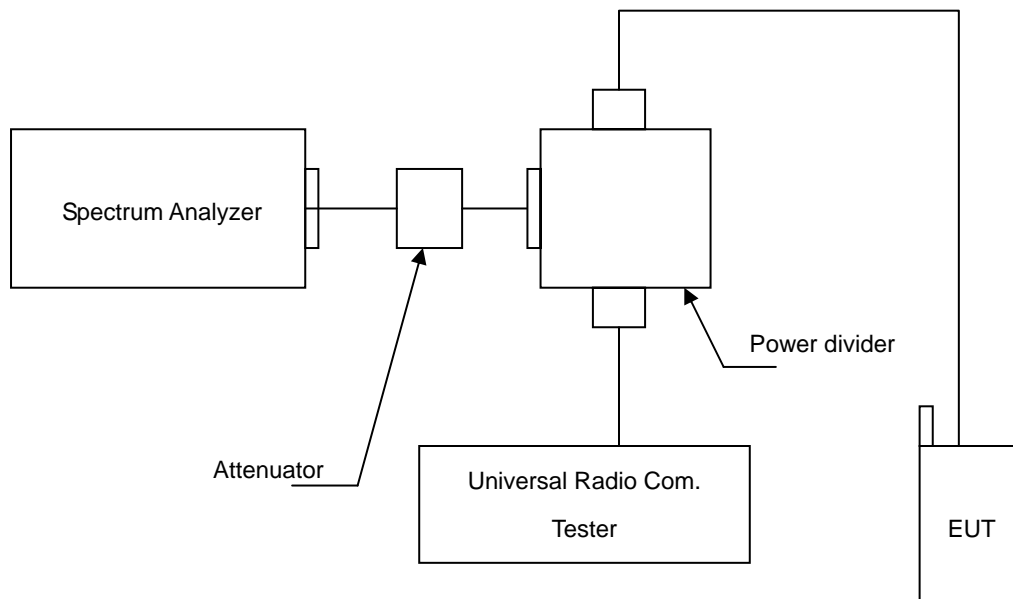 Spectrum Analyzer
Power divider
Attenuator
Universal Radio Com.
Tester
EUT